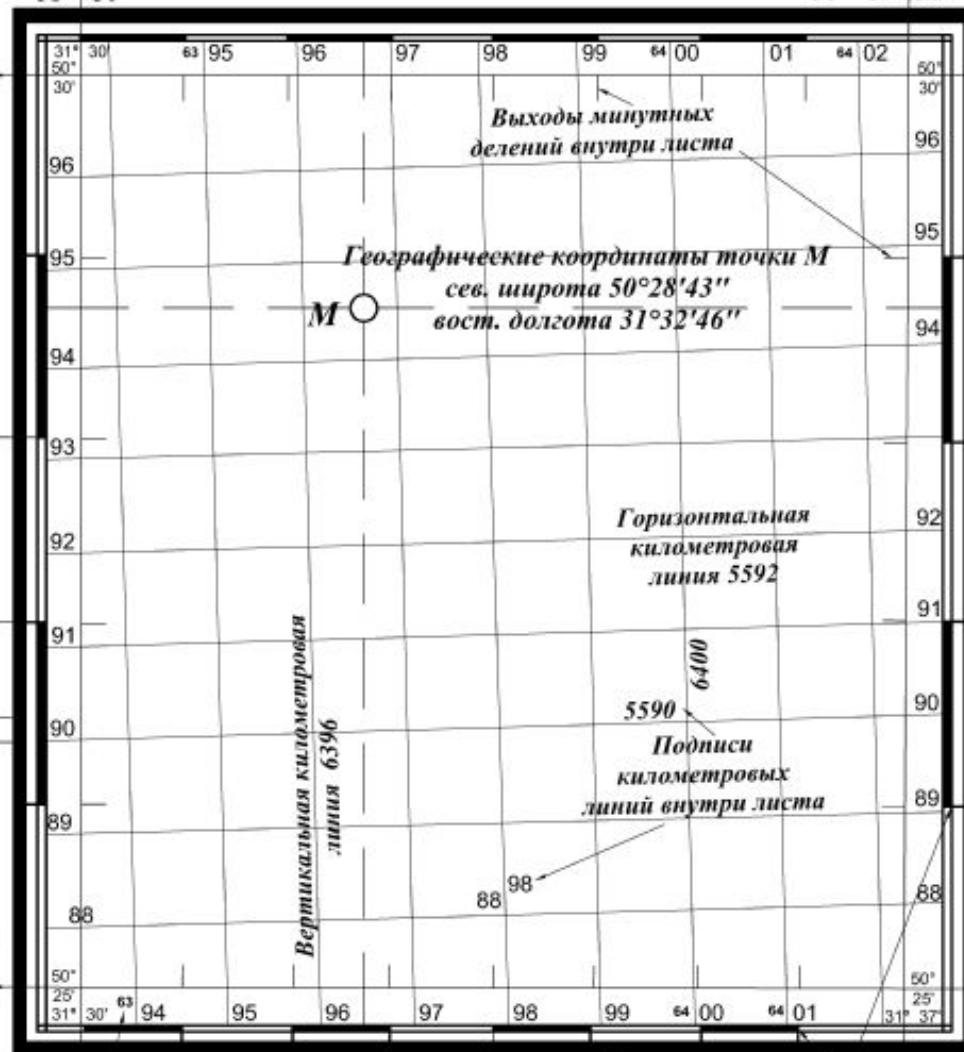 31° 30' 63 95 96 97 98 99 64 00 01 64 02
50° 50°
30' 30'
Выходы минутных
делений внутри листа
96 96
95 95
Географические координаты точки М
сев. широта 50°28'43"
М
вост. долгота 31°32'46"
94 94
93
Горизонтальная
километровая
линия 5592
92 92
91 91
Вертикальная километровая
линия 6396
6400
5590
90 90
Подписи
километровых
линий внутри листа
89 89
98
88 88 88
50° 50°
25' 25'
31° 30' 63 94 95 96 97 98 99 64 00 64 01 31° 37'